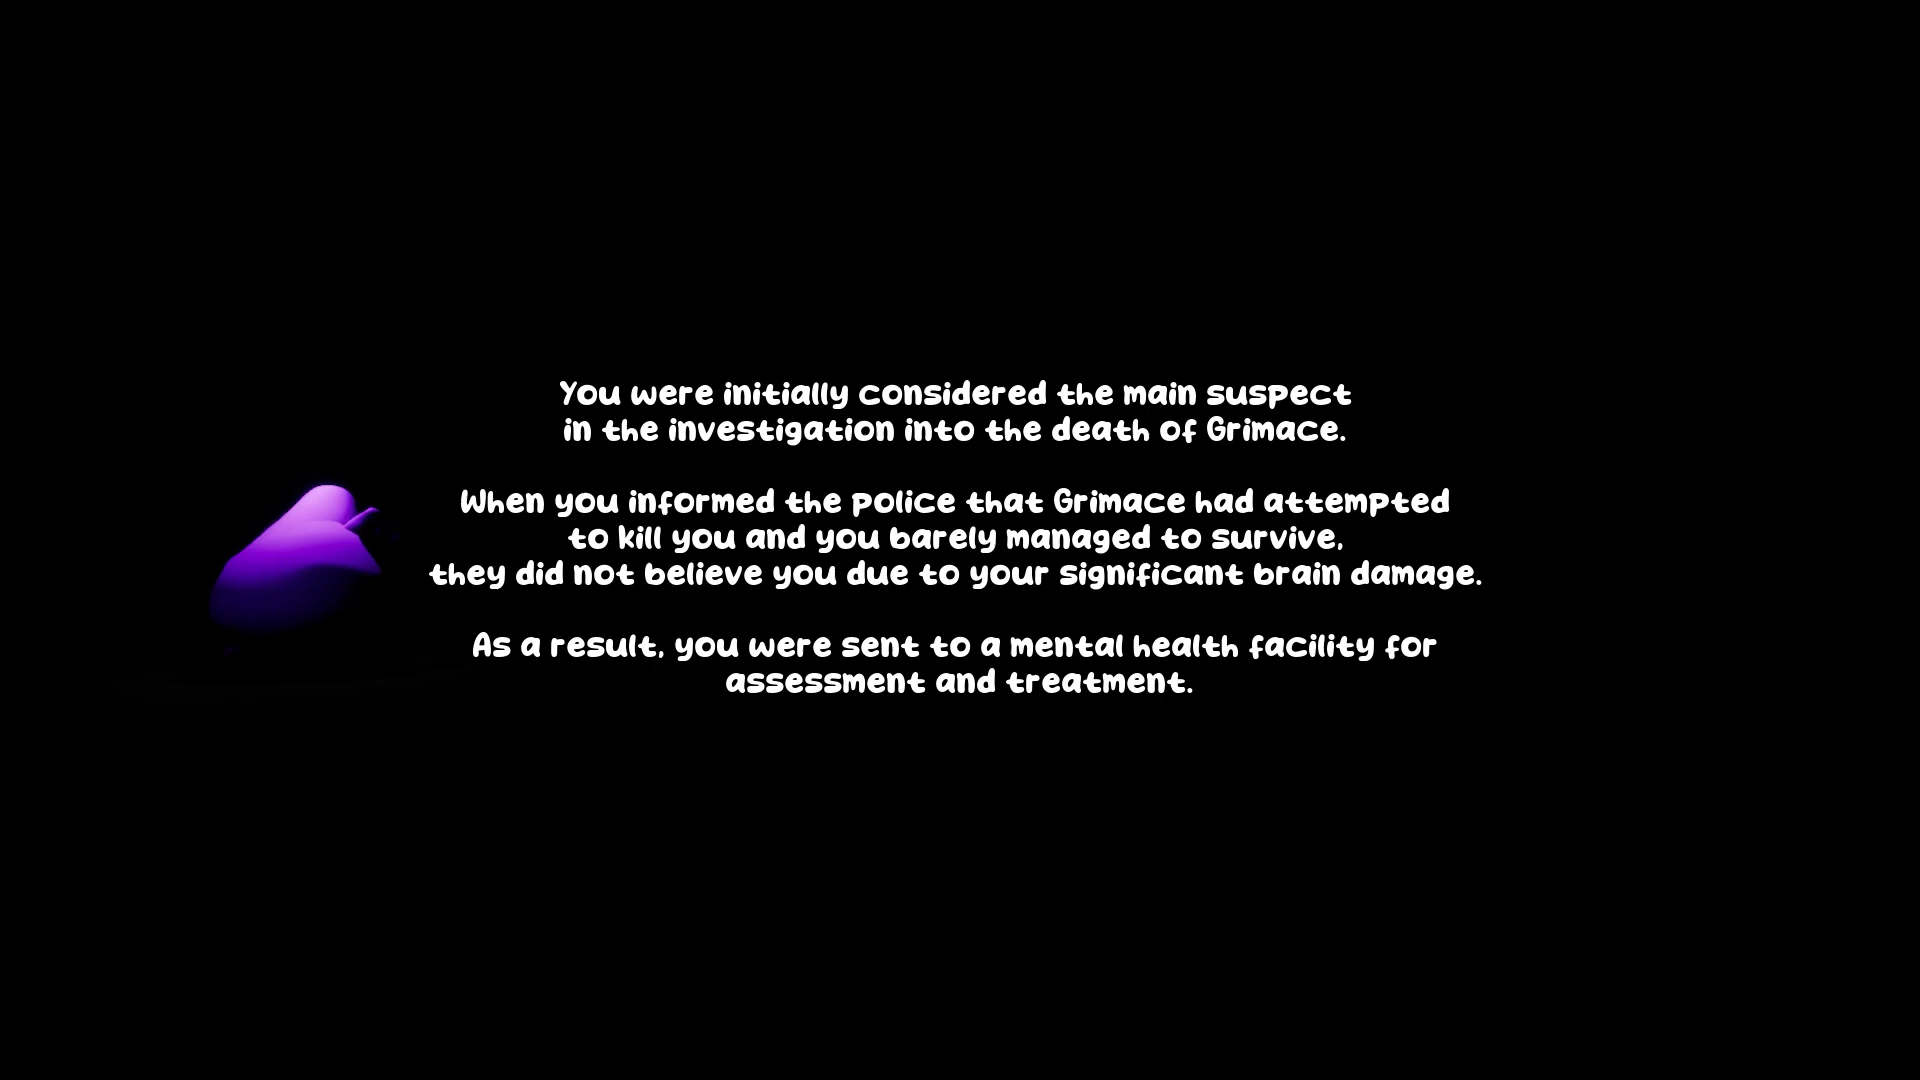 You were initially considered the main suspect
in the investigation into the death of Grimace.
When you informed the police that Grimace had attempted
to kill you and you barely managed to survive,
they did not believe you due to your significant brain damage.
As a result, you were sent to a mental health facility for
assessment and treatment.